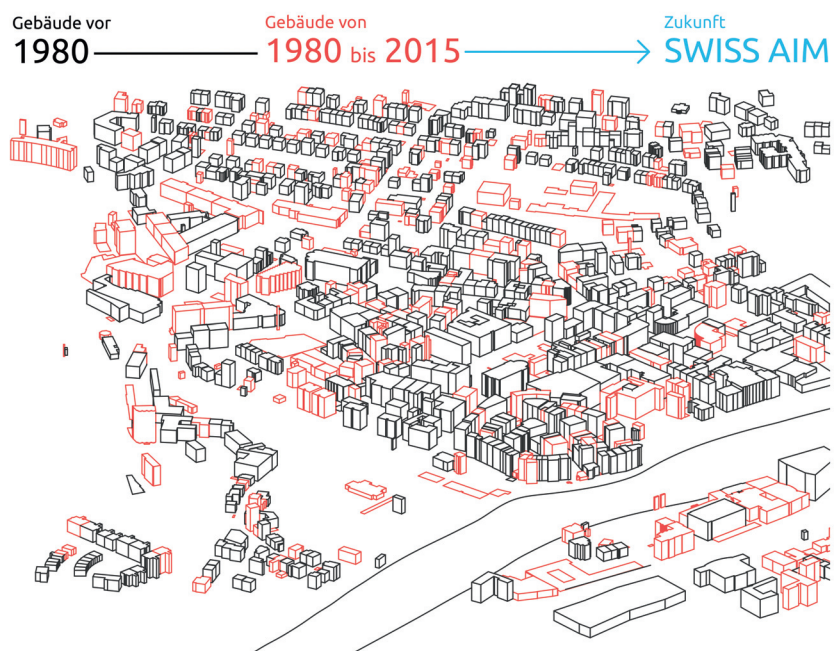 Gebäude vor
1980
Gebäude von
1980 bis 2015
Zukunft
SWISS AIM